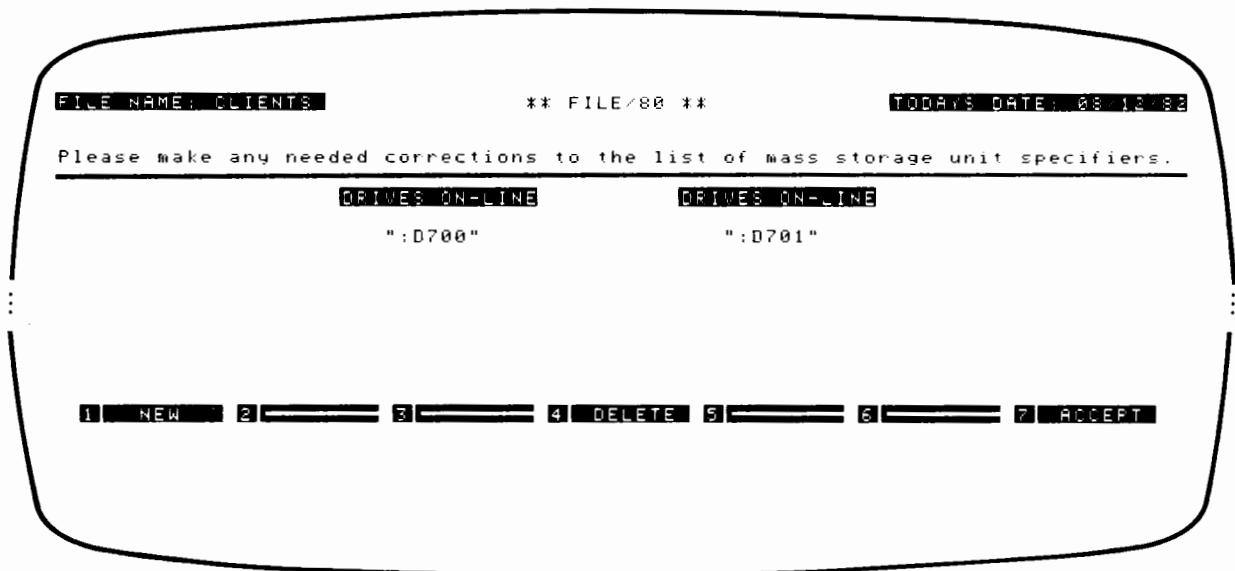 FILE NAME: CLIENTS ** FILE/80 ** TODAYS DATE: 08/12/82
Please make any needed corrections to the list of mass storage unit specifiers.
DRIVES ON-LINE DRIVES ON-LINE
":D700" ":D701"
1 NEW 2 3 4 DELETE 5 6 7 ACCEPT